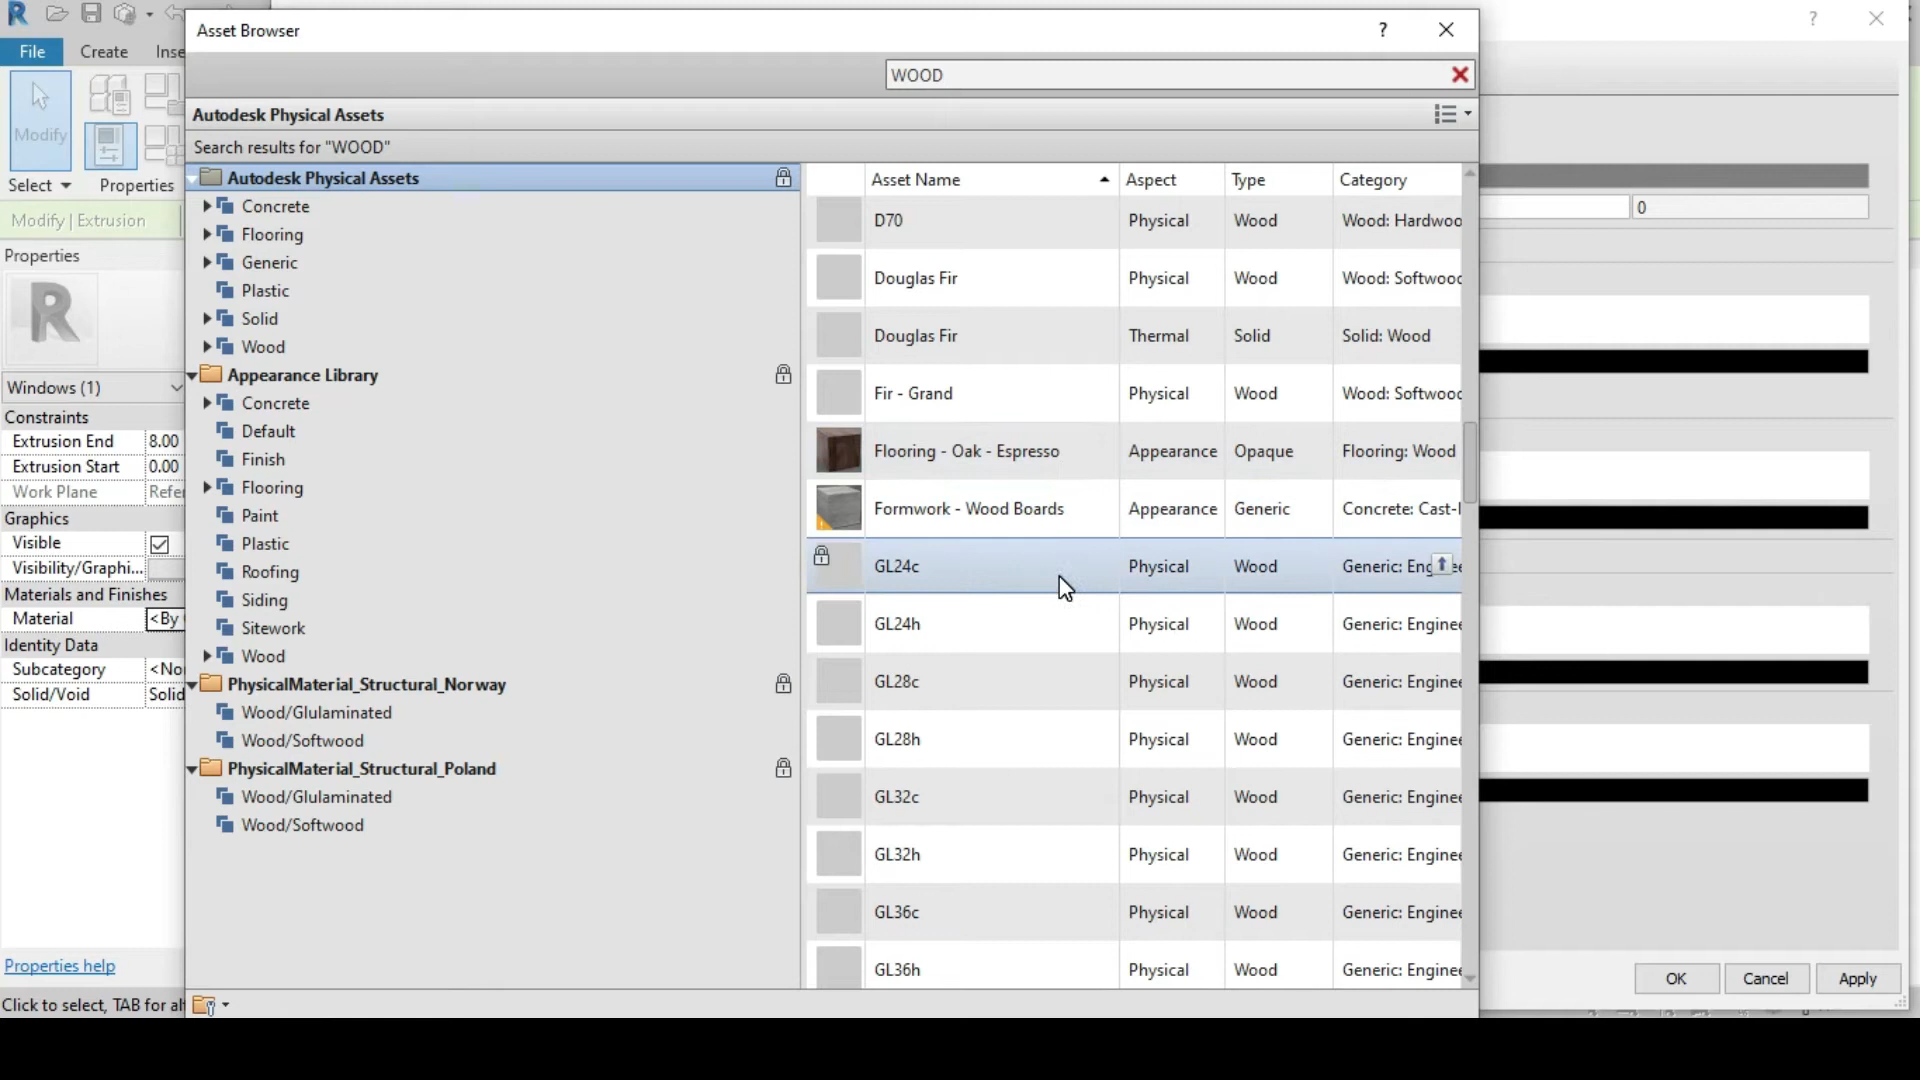 Asset Browser
?
?
File
Create
Inse
WOOD
Modify
Autodesk Physical Assets
Search results for "WOOD"
Select
Properties
Modify | Extrusion
Properties
Windows (1)
Constraints
Extrusion End
8.00
Extrusion Start
0.00
Work Plane
Refer
Graphics
Visible
Visibility/Graphi...
Materials and Finishes
Material
<By
Identity Data
Subcategory
<No
Solid/Void
Solid
Properties help
Click to select, TAB for alt
Autodesk Physical Assets
Concrete
Flooring
Generic
Plastic
Solid
Wood
Appearance Library
Concrete
Default
Finish
Flooring
Paint
Plastic
Roofing
Siding
Sitework
Wood
PhysicalMaterial_Structural_Norway
Wood/Glulaminated
Wood/Softwood
PhysicalMaterial_Structural_Poland
Wood/Glulaminated
Wood/Softwood
Asset Name Aspect Type Category
D70 Physical Wood Wood: Hardwoo
Douglas Fir Physical Wood Wood: Softwood
Douglas Fir Thermal Solid Solid: Wood
Fir - Grand Physical Wood Wood: Softwood
Flooring - Oak - Espresso Appearance Opaque Flooring: Wood
Formwork - Wood Boards Appearance Generic Concrete: Cast-I
GL24c Physical Wood Generic: Eng
GL24h Physical Wood Generic: Enginee
GL28c Physical Wood Generic: Enginee
GL28h Physical Wood Generic: Enginee
GL32c Physical Wood Generic: Enginee
GL32h Physical Wood Generic: Enginee
GL36c Physical Wood Generic: Enginee
GL36h Physical Wood Generic: Enginee
0
OK
Cancel
Apply